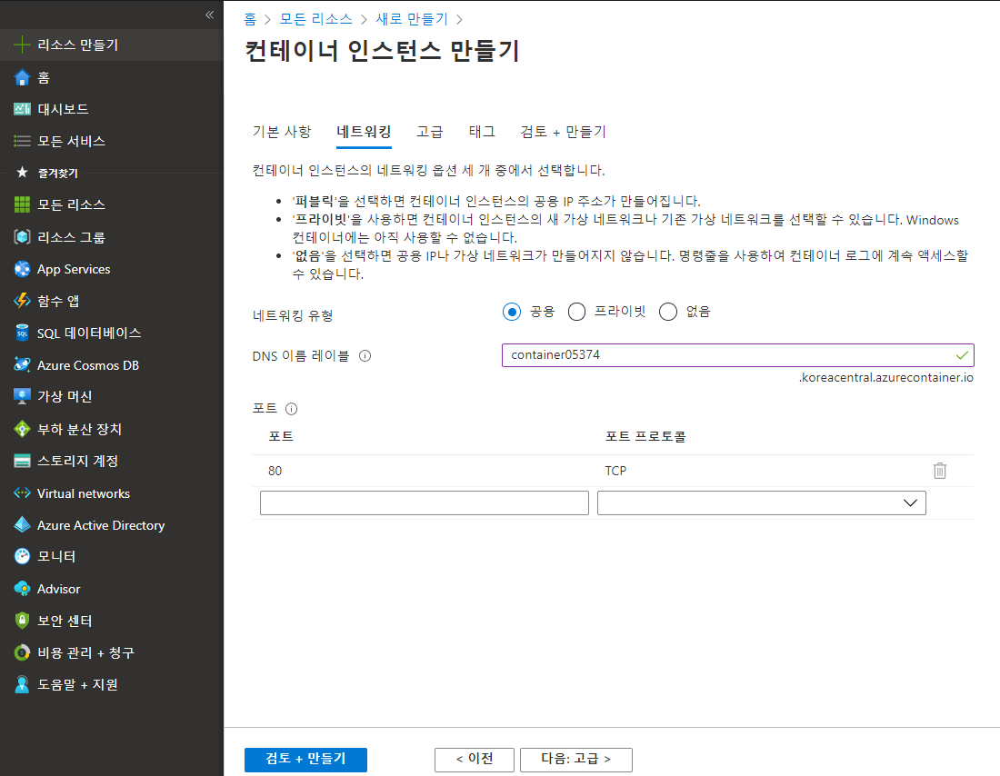 «
리소스 만들기
홈
대시보드
모든 서비스
즐겨찾기
모든 리소스
리소스 그룹
App Services
함수 앱
SQL 데이터베이스
Azure Cosmos DB
가상 머신
부하 분산 장치
스토리지 계정
Virtual networks
Azure Active Directory
모니터
Advisor
보안 센터
비용 관리 + 청구
도움말 + 지원
홈 > 모든 리소스 > 새로 만들기 >
컨테이너 인스턴스 만들기
기본 사항 네트워킹 고급 태그 검토 + 만들기
컨테이너 인스턴스의 네트워킹 옵션 세 개 중에서 선택합니다.
• '퍼블릭'을 선택하면 컨테이너 인스턴스의 공용 IP 주소가 만들어집니다.
• '프라이빗'을 사용하면 컨테이너 인스턴스의 새 가상 네트워크나 기존 가상 네트워크를 선택할 수 있습니다. Windows
컨테이너에는 아직 사용할 수 없습니다.
• '없음'을 선택하면 공용 IP나 가상 네트워크가 만들어지지 않습니다. 명령줄을 사용하여 컨테이너 로그에 계속 액세스할
수 있습니다.
네트워킹 유형 공용 프라이빗 없음
DNS 이름 레이블 container05374
.koreacentral.azurecontainer.io
포트
포트 포트 프로토콜
80 TCP
검토 + 만들기 < 이전 다음: 고급 >